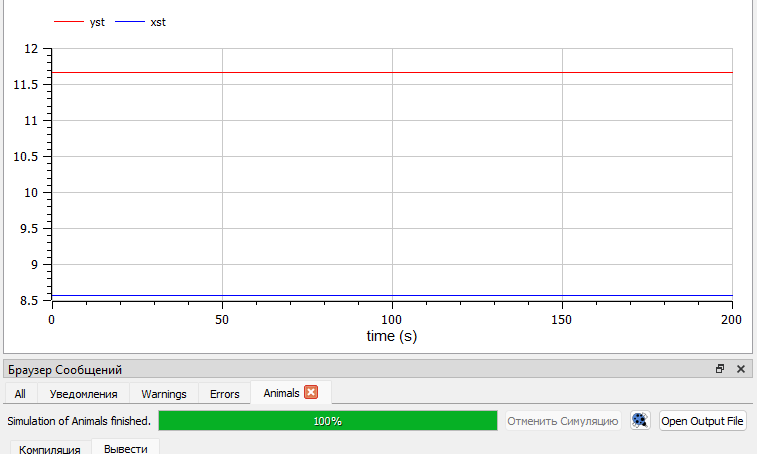 yst xst
12
11.5
11
10.5
10
9.5
9
8.5
0 50 100 150 200
time (s)
Браузер Сообщений
All Уведомления Warnings Errors Animals
Simulation of Animals finished. 100% Отменить Симуляцию Open Output File
Компиляция Вывести